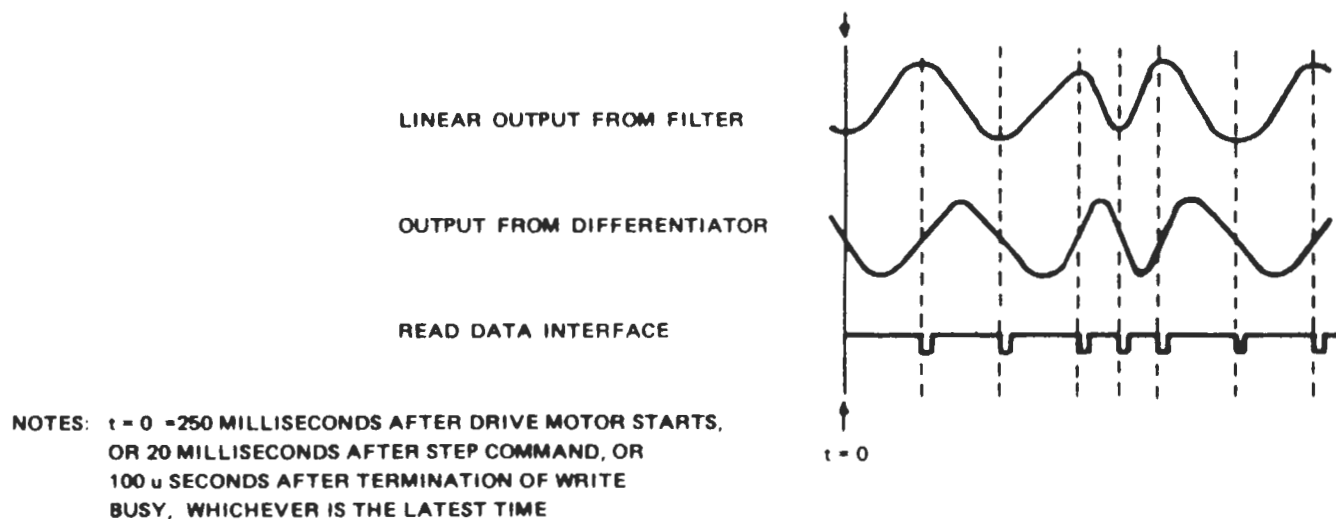 LINEAR OUTPUT FROM FILTER
OUTPUT FROM DIFFERENTIATOR
READ DATA INTERFACE
NOTES: t = 0 =250 MILLISECONDS AFTER DRIVE MOTOR STARTS,
OR 20 MILLISECONDS AFTER STEP COMMAND, OR
100 u SECONDS AFTER TERMINATION OF WRITE
BUSY, WHICHEVER IS THE LATEST TIME
t = 0